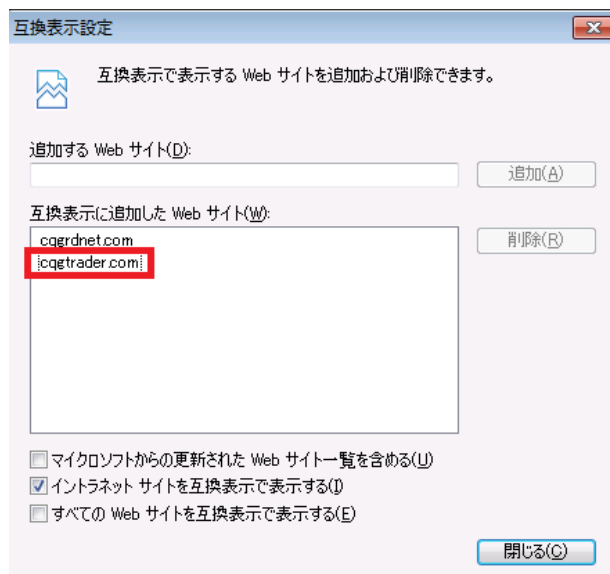 互換表示設定
互換表示で表示する Web サイトを追加および削除できます。
追加する Web サイト(D):
追加(A)
互換表示に追加した Web サイト(W):
cqgrdnet.com
cqgtrader.com
削除(R)
マイクロソフトからの更新された Web サイト一覧を含める(U)
イントラネット サイトを互換表示で表示する(I)
すべての Web サイトを互換表示で表示する(E)
閉じる(C)